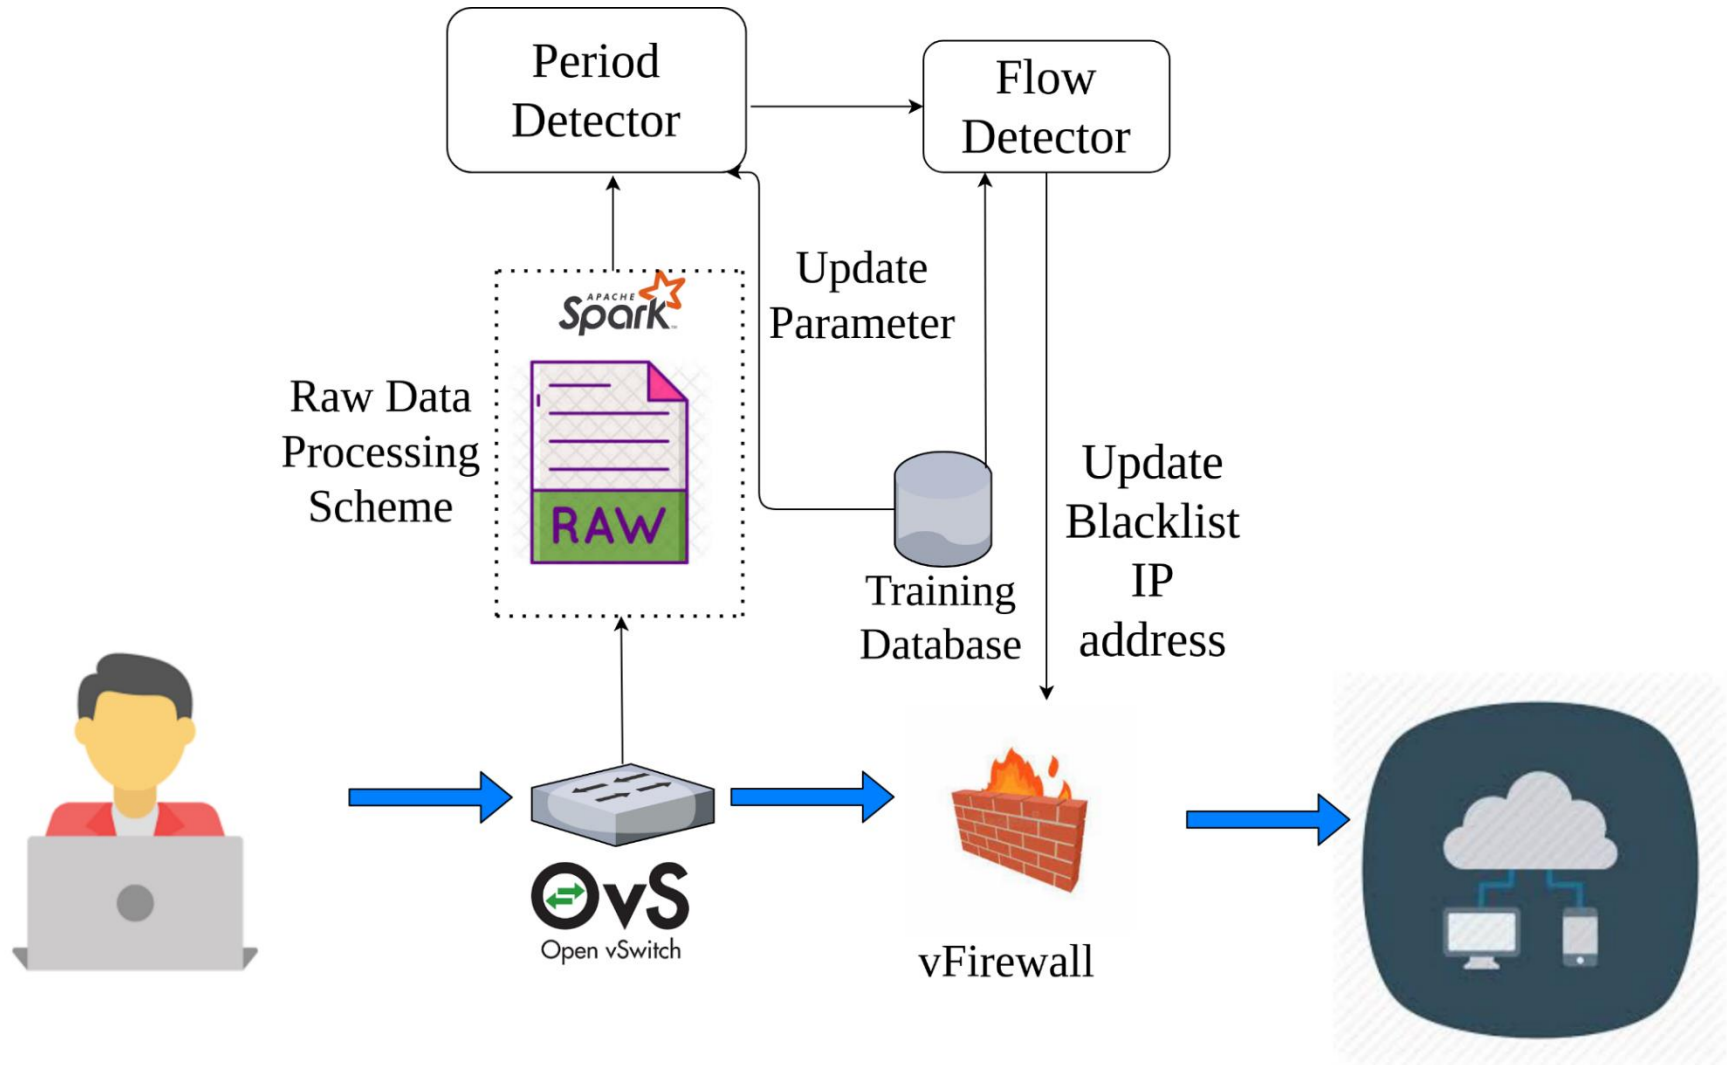 Period
Detector
Flow
Detector
Update
Parameter
APACHE
Spark
TM
Raw Data
Processing
Scheme
RAW
Update
Blacklist
IP
address
Training
Database
OvS
Open vSwitch
vFirewall